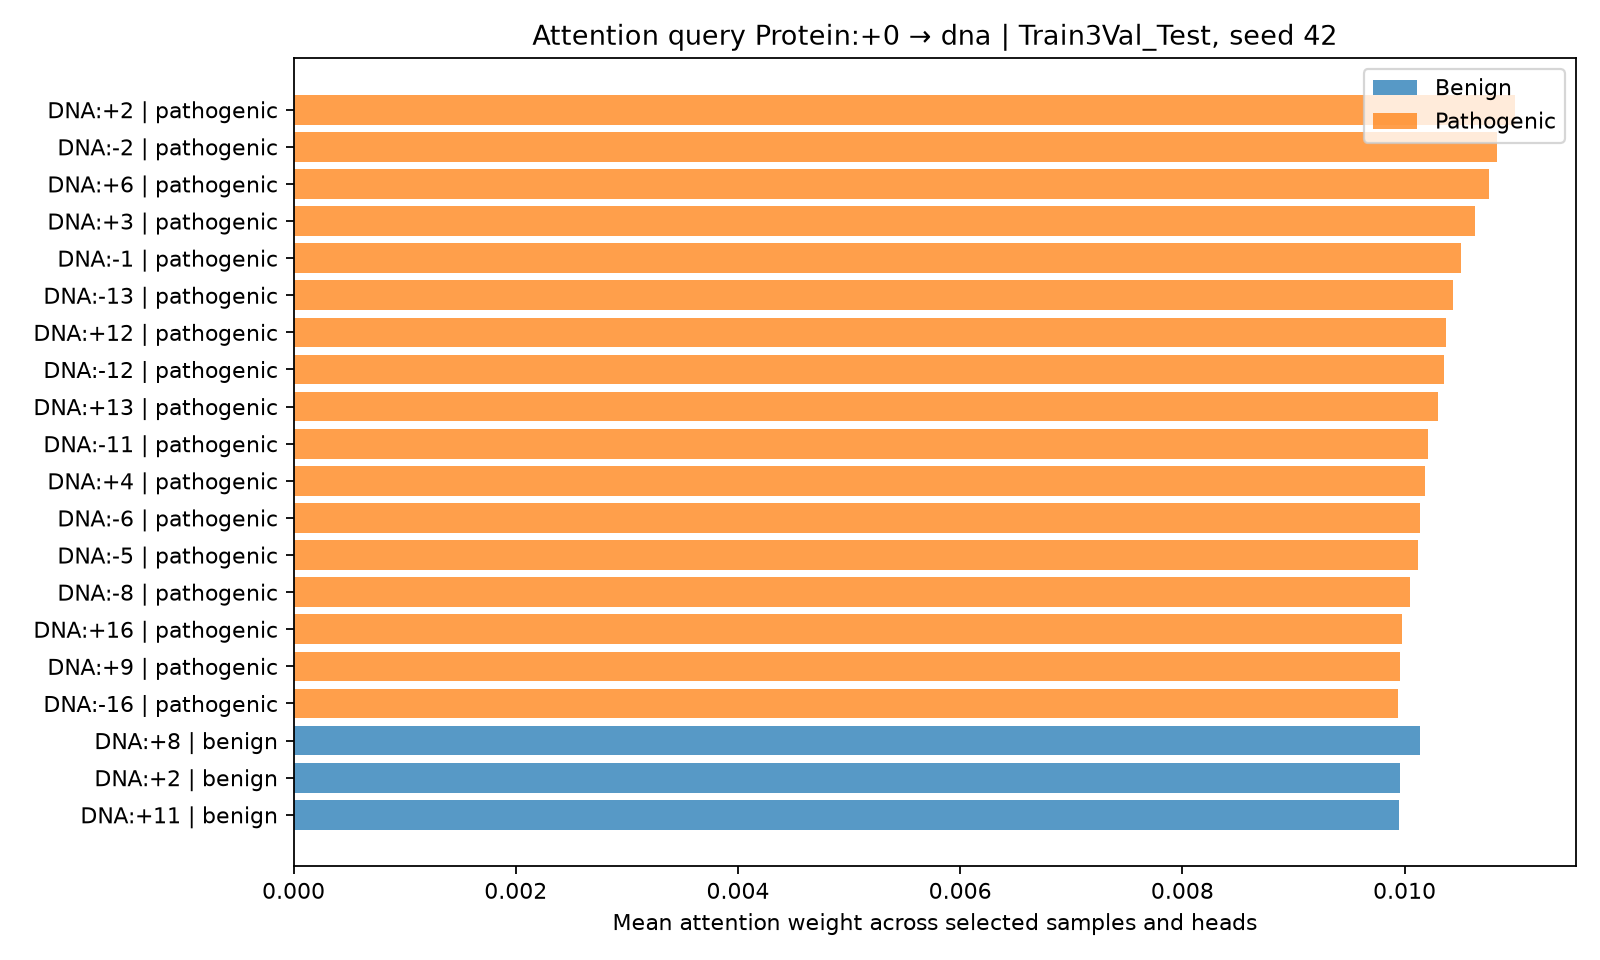 Attention query Protein:+0 → dna | Train3Val_Test, seed 42
Benign
Pathogenic
DNA:+2 | pathogenic
DNA:-2 | pathogenic
DNA:+6 | pathogenic
DNA:+3 | pathogenic
DNA:-1 | pathogenic
DNA:-13 | pathogenic
DNA:+12 | pathogenic
DNA:-12 | pathogenic
DNA:+13 | pathogenic
DNA:-11 | pathogenic
DNA:+4 | pathogenic
DNA:-6 | pathogenic
DNA:-5 | pathogenic
DNA:-8 | pathogenic
DNA:+16 | pathogenic
DNA:+9 | pathogenic
DNA:-16 | pathogenic
DNA:+8 | benign
DNA:+2 | benign
DNA:+11 | benign
0.000 0.002 0.004 0.006 0.008 0.010
Mean attention weight across selected samples and heads